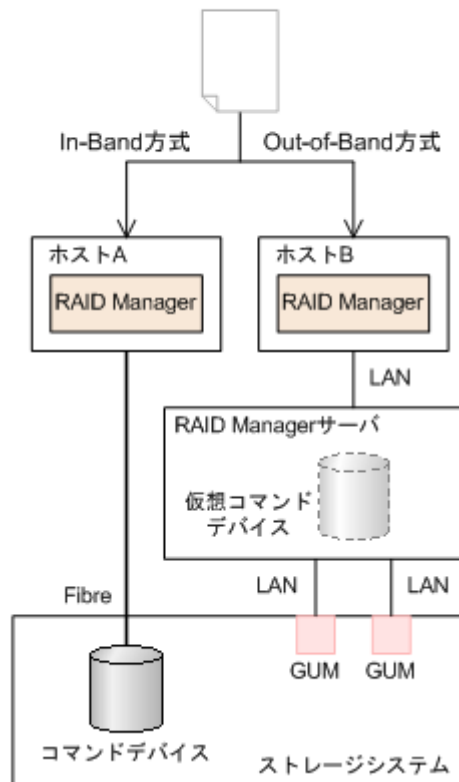 In-Band方式
Out-of-Band方式
ホストA
RAID Manager
ホストB
RAID Manager
LAN
RAID Managerサーバ
仮想コマンド
デバイス
LAN
LAN
Fibre
GUM
GUM
コマンドデバイス
ストレージシステム